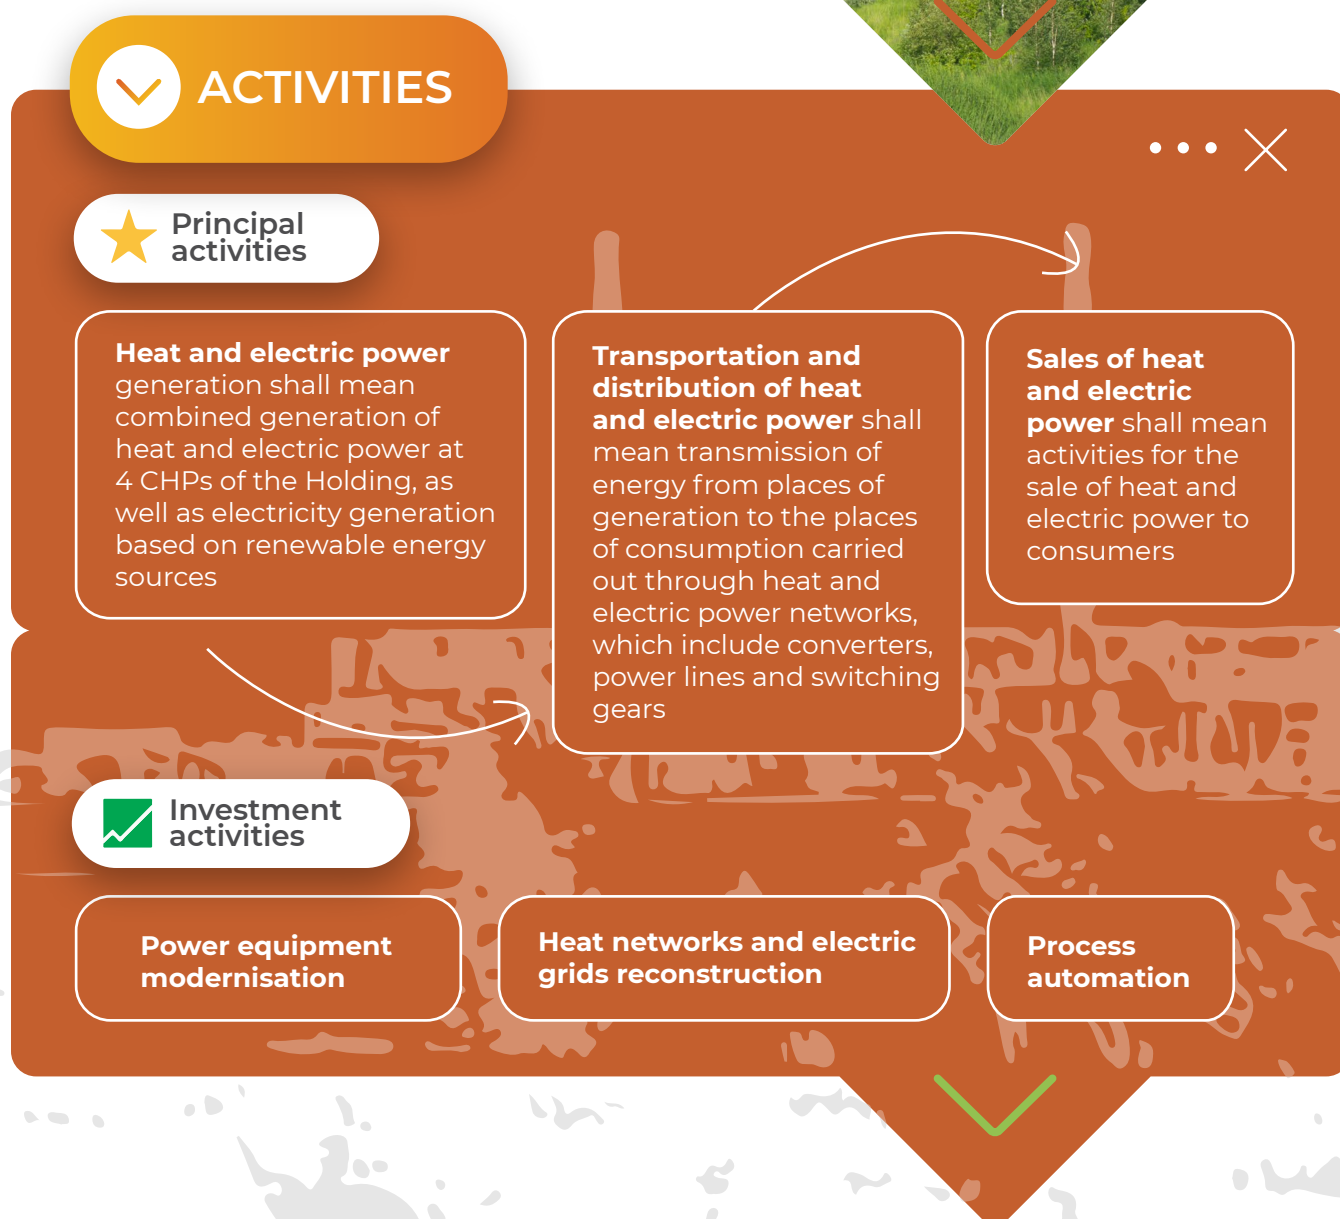 ACTIVITIES
Principal
activities
Heat and electric power
generation shall mean
combined generation of
heat and electric power at
4 CHPs of the Holding, as
well as electricity generation
based on renewable energy
sources
Transportation and
distribution of heat
and electric power shall
mean transmission of
energy from places of
generation to the places
of consumption carried
out through heat and
electric power networks,
which include converters,
power lines and switching
gears
Sales of heat
and electric
power shall mean
activities for the
sale of heat and
electric power to
consumers
Investment
activities
Power equipment
modernisation
Heat networks and electric
grids reconstruction
Process
automation